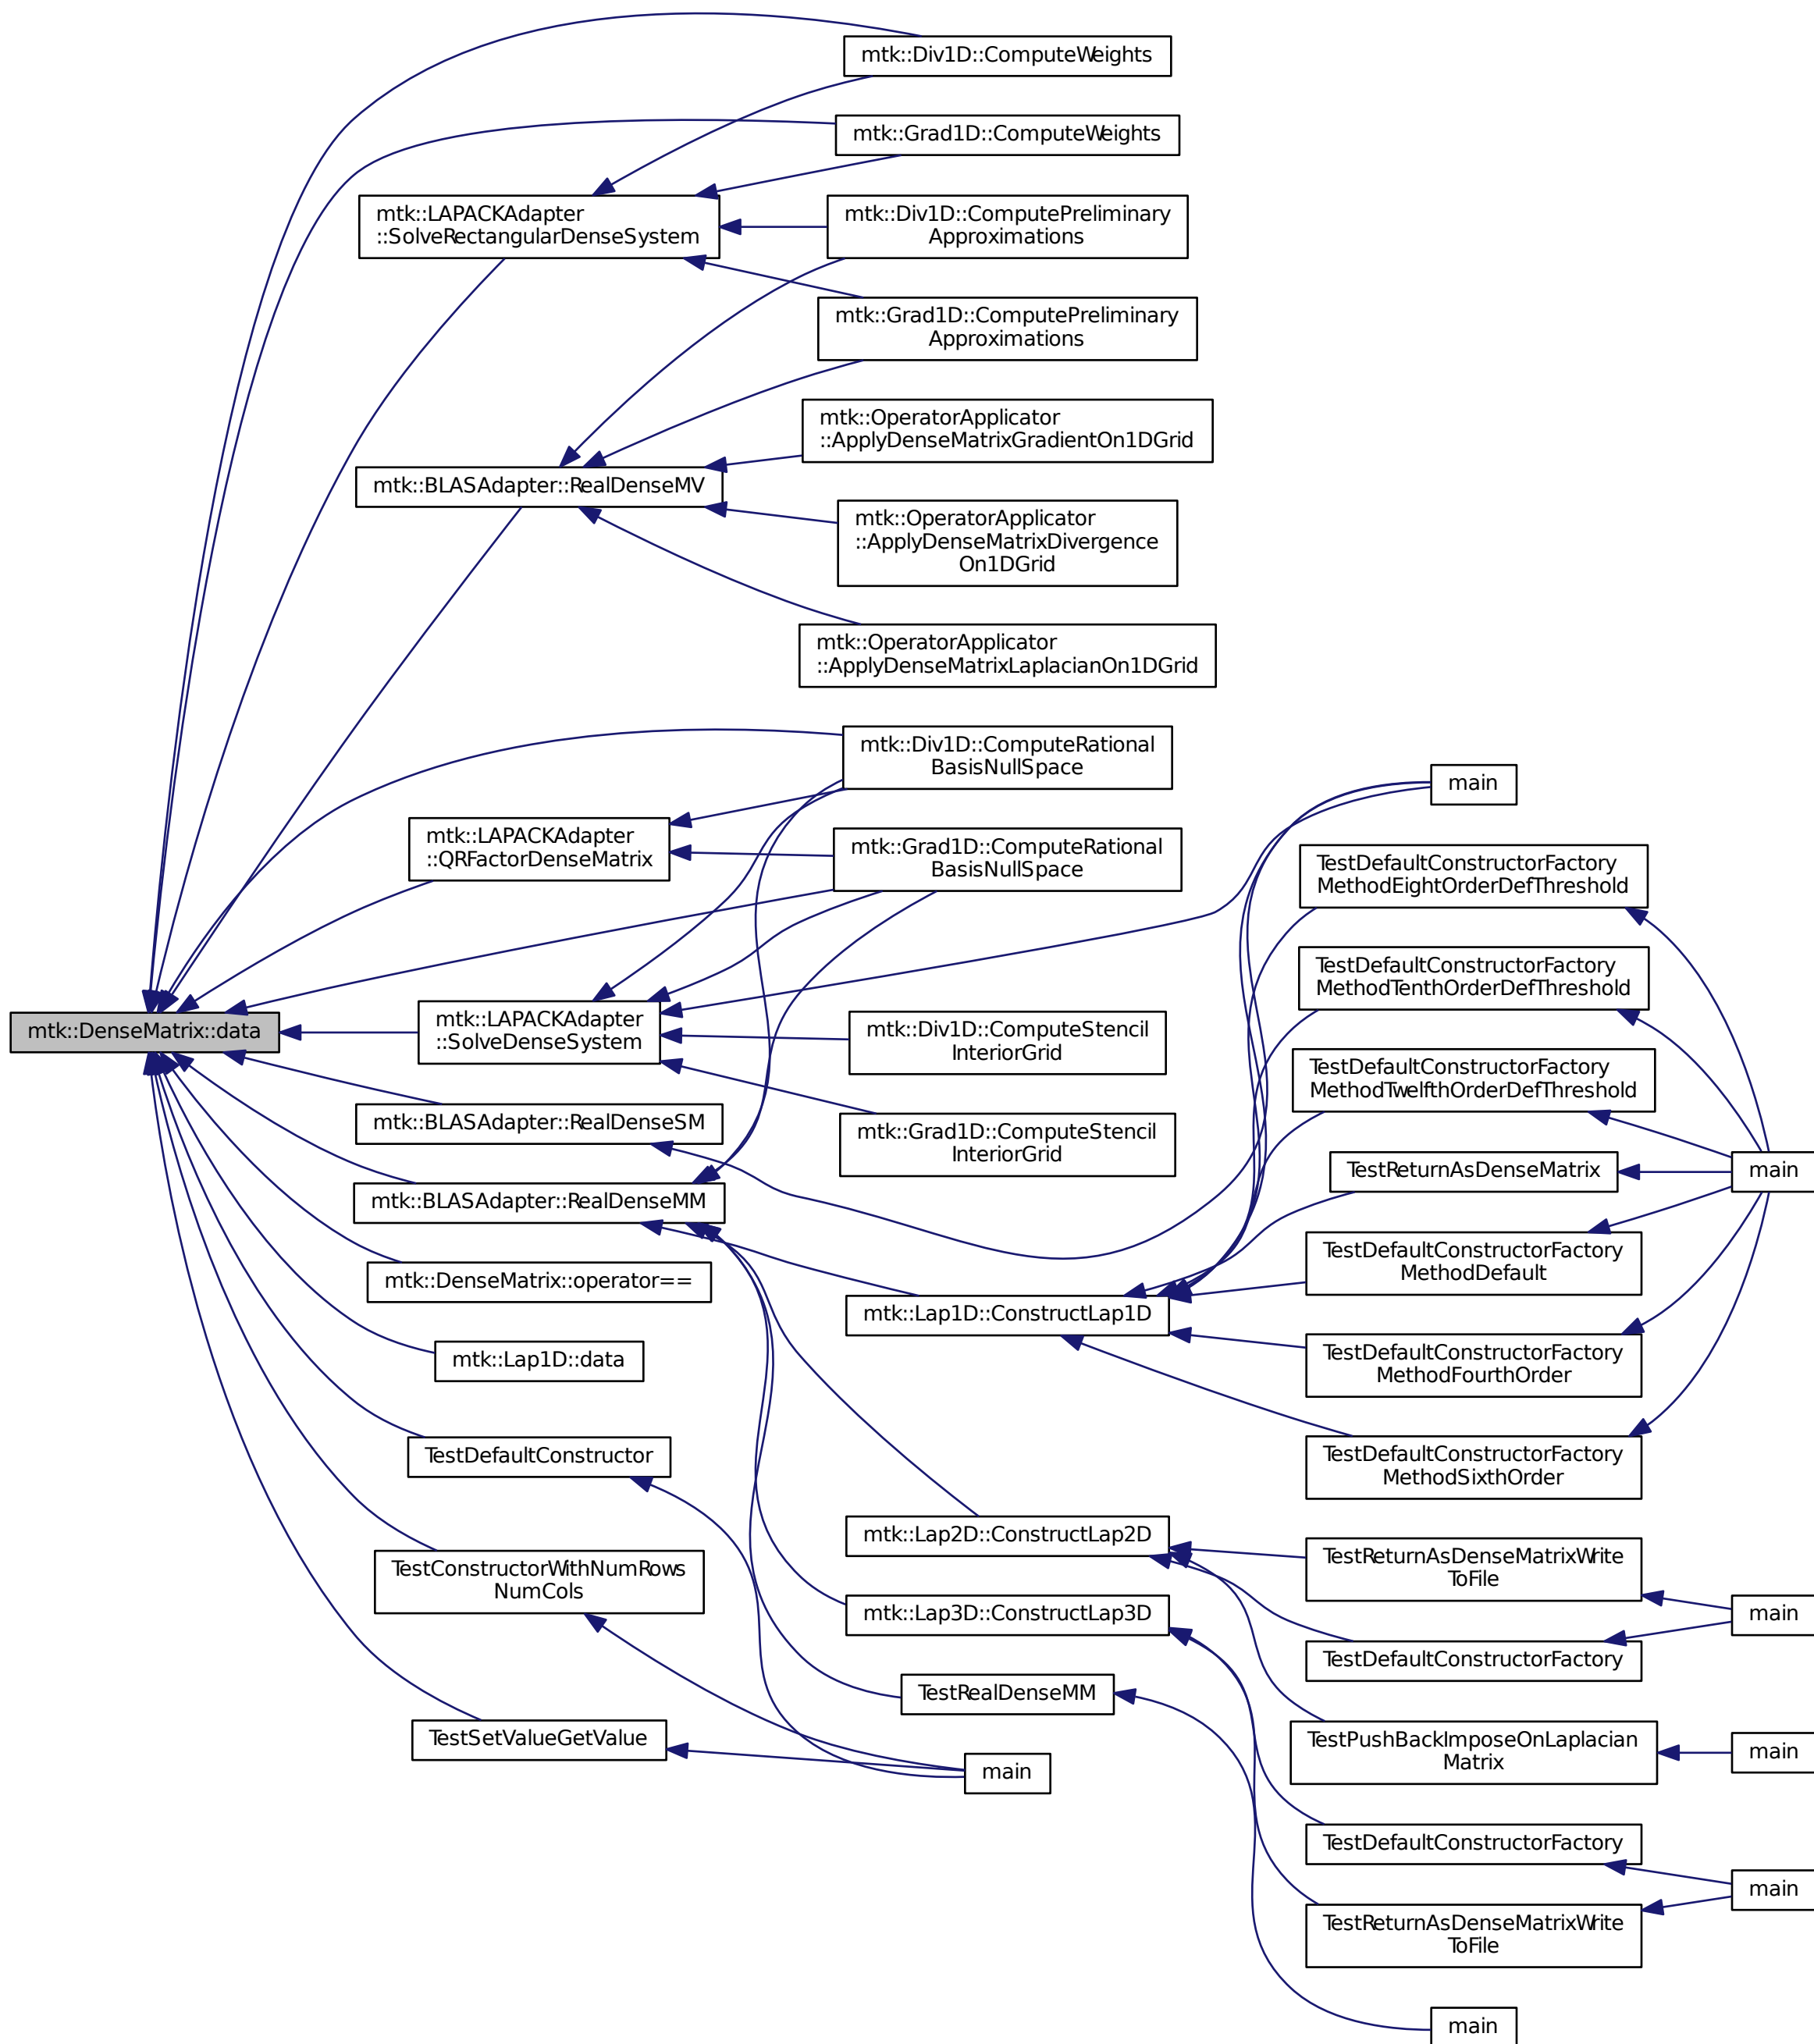 mtk::Div1D::ComputeWeights
mtk::Grad1D::ComputeWeights
mtk::LAPACKAdapter
::SolveRectangularDenseSystem
mtk::Div1D::ComputePreliminary
Approximations
mtk::Grad1D::ComputePreliminary
Approximations
mtk::OperatorApplicator
::ApplyDenseMatrixGradientOn1DGrid
mtk::BLASAdapter::RealDenseMV
mtk::OperatorApplicator
::ApplyDenseMatrixDivergence
On1DGrid
mtk::OperatorApplicator
::ApplyDenseMatrixLaplacianOn1DGrid
mtk::Div1D::ComputeRational
BasisNullSpace
main
mtk::LAPACKAdapter
::QRFactorDenseMatrix
mtk::Grad1D::ComputeRational
BasisNullSpace
TestDefaultConstructorFactory
MethodEightOrderDefThreshold
TestDefaultConstructorFactory
MethodTenthOrderDefThreshold
mtk::DenseMatrix::data
mtk::LAPACKAdapter
::SolveDenseSystem
mtk::Div1D::ComputeStencil
InteriorGrid
TestDefaultConstructorFactory
MethodTwelfthOrderDefThreshold
mtk::BLASAdapter::RealDenseSM
mtk::Grad1D::ComputeStencil
InteriorGrid
TestReturnAsDenseMatrix
main
mtk::BLASAdapter::RealDenseMM
TestDefaultConstructorFactory
MethodDefault
mtk::DenseMatrix::operator==
mtk::Lap1D::ConstructLap1D
mtk::Lap1D::data
TestDefaultConstructorFactory
MethodFourthOrder
TestDefaultConstructor
TestDefaultConstructorFactory
MethodSixthOrder
mtk::Lap2D::ConstructLap2D
TestConstructorWithNumRows
NumCols
TestReturnAsDenseMatrixWrite
ToFile
mtk::Lap3D::ConstructLap3D
main
TestDefaultConstructorFactory
TestRealDenseMM
TestSetValueGetValue
TestPushBackImposeOnLaplacian
Matrix
main
main
TestDefaultConstructorFactory
main
TestReturnAsDenseMatrixWrite
ToFile
main